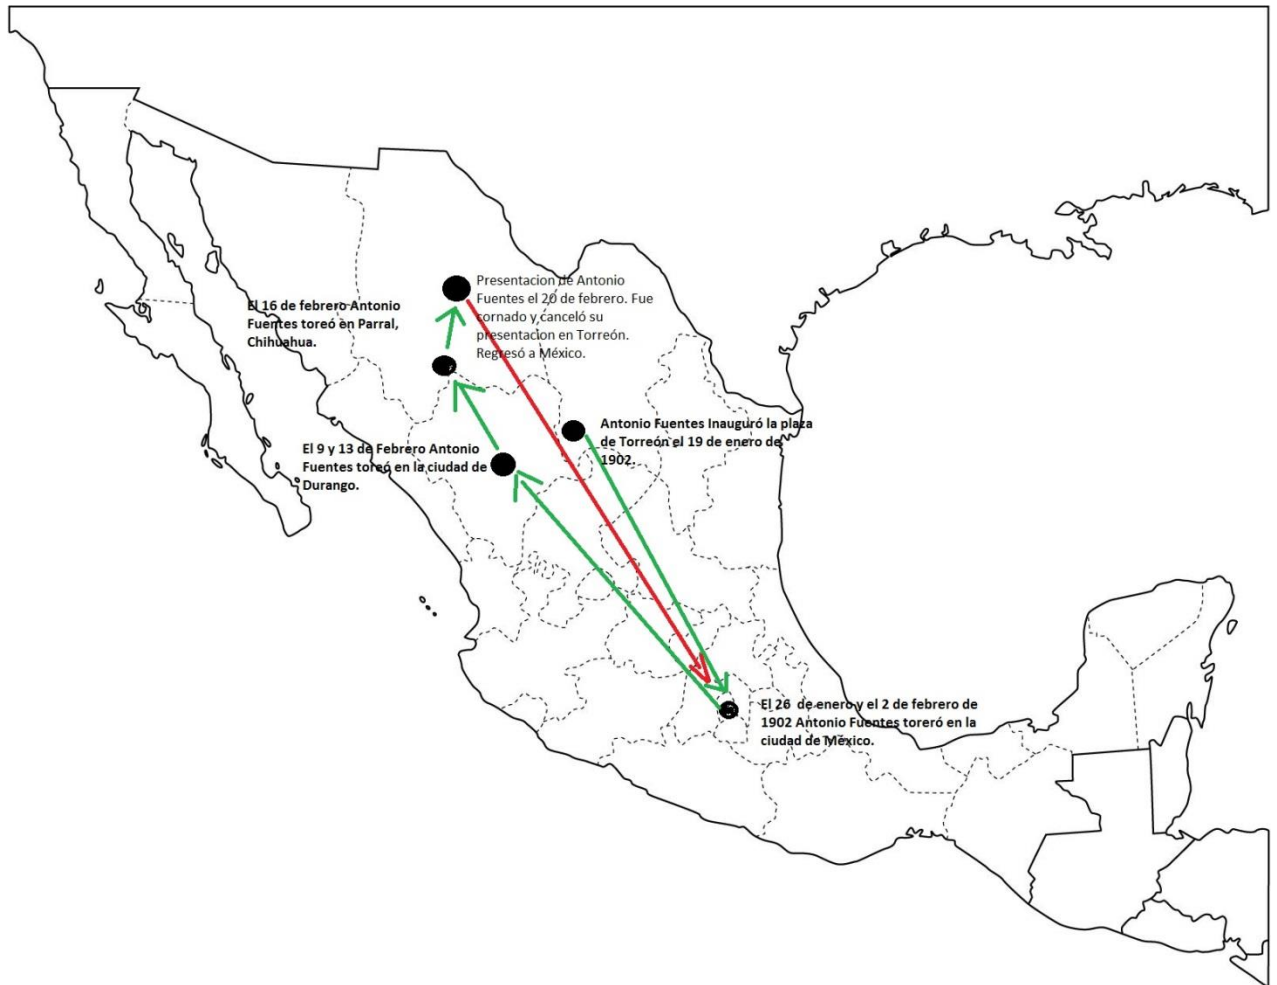 Presentacion de Antonio
Fuentes el 20 de febrero. Fue
cornado y canceló su
presentacion en Torreón.
Regresó a México.
El 16 de febrero Antonio
Fuentes toreó en Parral,
Chihuahua.
Antonio Fuentes Inauguró la plaza
de Torreón el 19 de enero de
1902.
El 9 y 13 de Febrero Antonio
Fuentes toreó en la ciudad de
Durango.
El 26 de enero y el 2 de febrero de
1902 Antonio Fuentes toreró en la
ciudad de México.